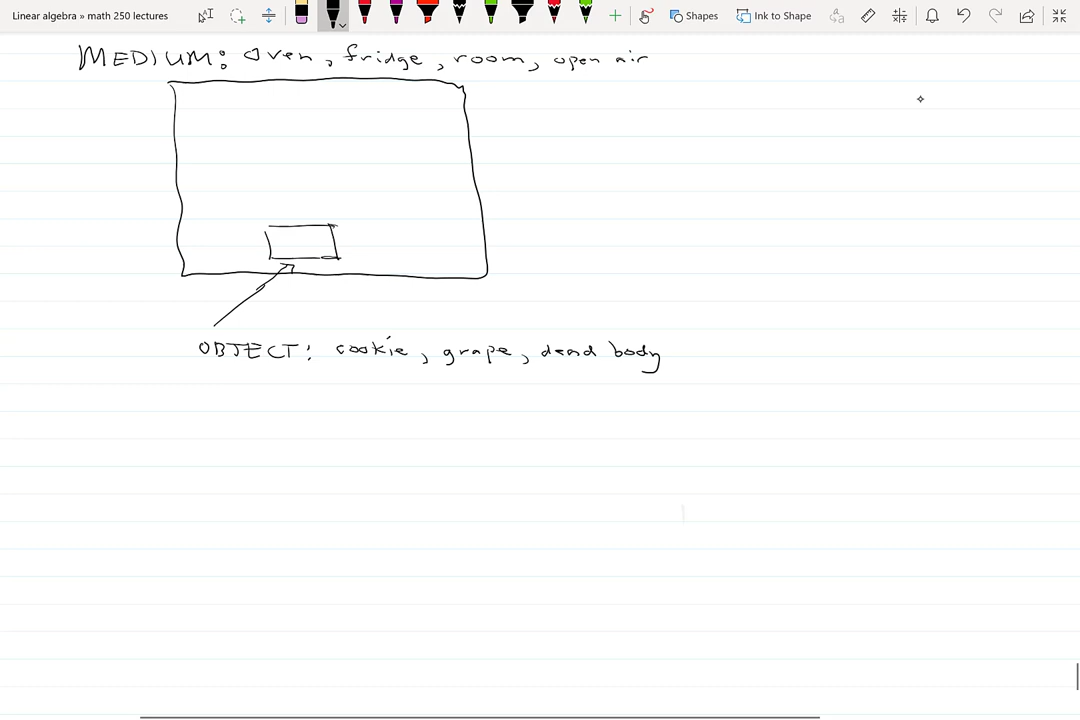 Linear algebra » math 250 lectures
Shapes
Ink to Shape
MEDIUM: Oven, fridge, room, open air
OBJECT: cookie, grape, dead body